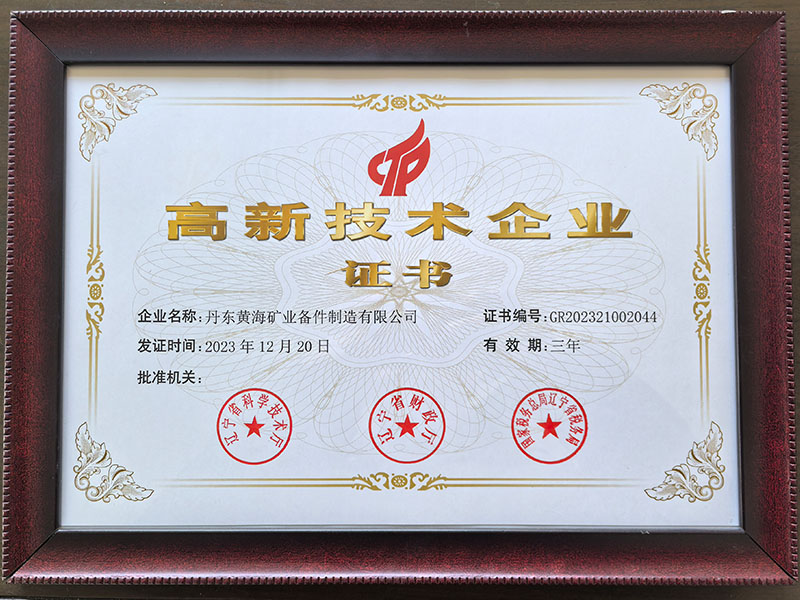 高新技术企业
证书
企业名称:丹东黄海矿业备件制造有限公司 证书编号:GR202321002044
发证时间:2023年12月20日 有效期:三年
批准机关:
辽宁省科学技术厅 辽宁省财政厅 国家税务总局辽宁省税务局